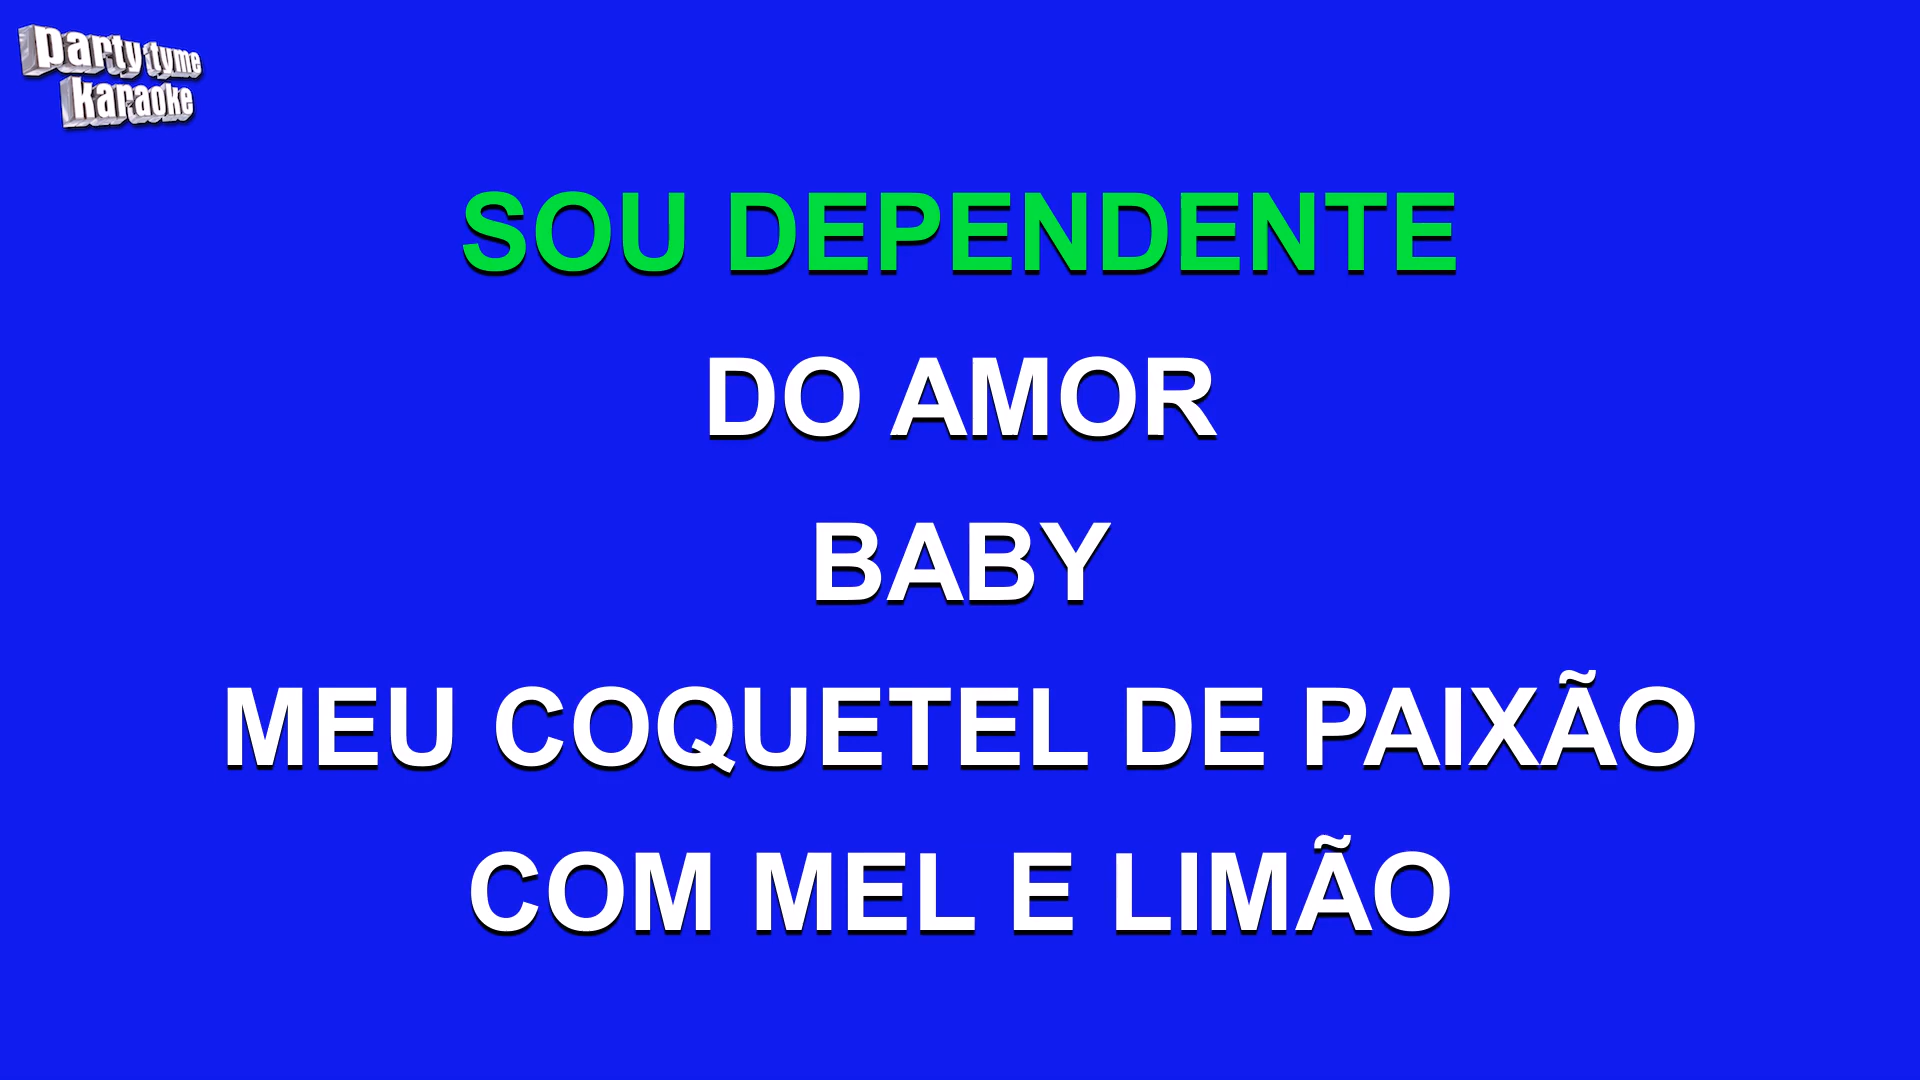 party tyme
karaoke
SOU DEPENDENTE
DO AMOR
BABY
MEU COQUETEL DE PAIXÃO
COM MEL E LIMÃO